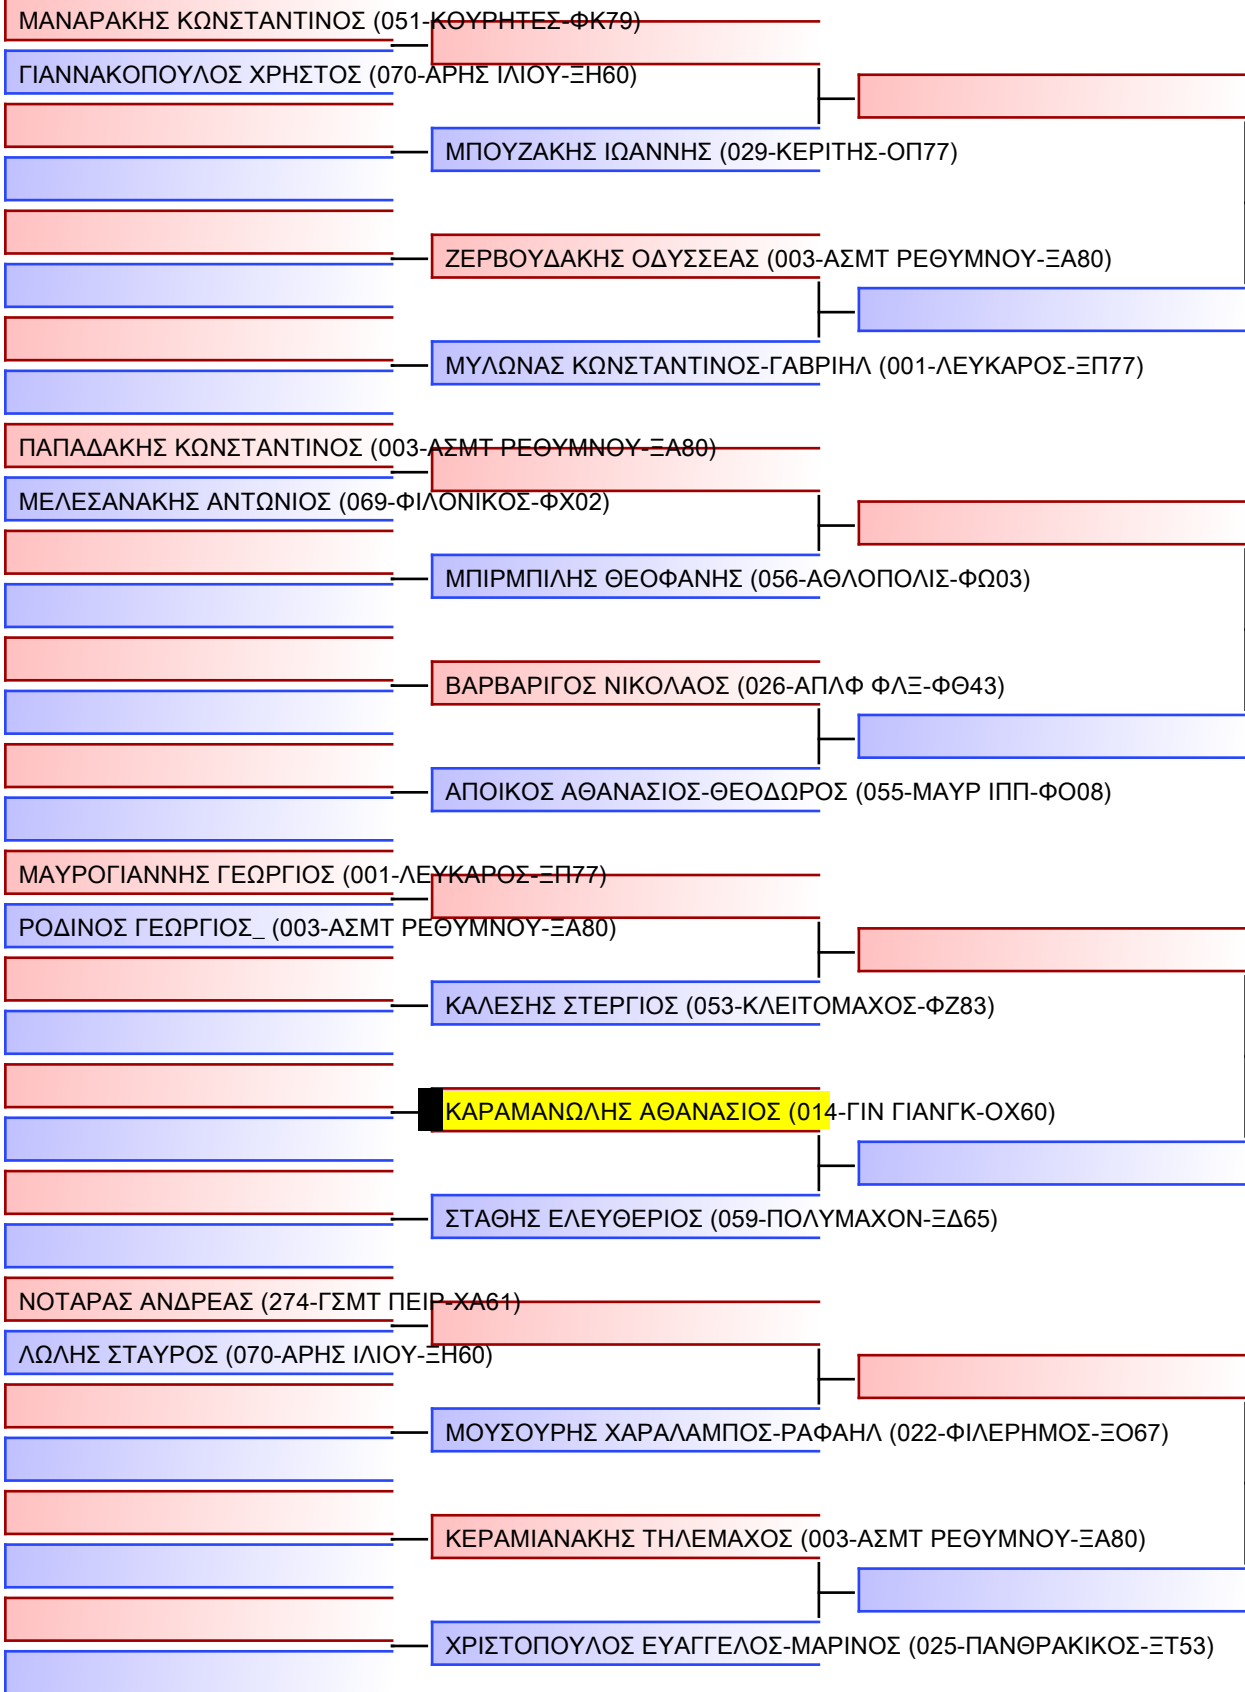 ΜΑΝΑΡΑΚΗΣ ΚΩΝΣΤΑΝΤΙΝΟΣ (051-ΚΟΥΡΗΤΕΣ-ΦΚ79)
ΓΙΑΝΝΑΚΟΠΟΥΛΟΣ ΧΡΗΣΤΟΣ (070-ΑΡΗΣ ΙΛΙΟΥ-ΞΗ60)
ΜΠΟΥΖΑΚΗΣ ΙΩΑΝΝΗΣ (029-ΚΕΡΙΤΗΣ-ΟΠ77)
ΖΕΡΒΟΥΔΑΚΗΣ ΟΔΥΣΣΕΑΣ (003-ΑΣΜΤ ΡΕΘΥΜΝΟΥ-ΞΑ80)
ΜΥΛΩΝΑΣ ΚΩΝΣΤΑΝΤΙΝΟΣ-ΓΑΒΡΙΗΛ (001-ΛΕΥΚΑΡΟΣ-ΞΠ77)
ΠΑΠΑΔΑΚΗΣ ΚΩΝΣΤΑΝΤΙΝΟΣ (003-ΑΣΜΤ ΡΕΘΥΜΝΟΥ-ΞΑ80)
ΜΕΛΕΣΑΝΑΚΗΣ ΑΝΤΩΝΙΟΣ (069-ΦΙΛΟΝΙΚΟΣ-ΦΧ02)
ΜΠΙΡΜΠΙΛΗΣ ΘΕΟΦΑΝΗΣ (056-ΑΘΛΟΠΟΛΙΣ-ΦΩ03)
ΒΑΡΒΑΡΙΓΟΣ ΝΙΚΟΛΑΟΣ (026-ΑΠΛΦ ΦΛΞ-ΦΘ43)
ΑΠΟΙΚΟΣ ΑΘΑΝΑΣΙΟΣ-ΘΕΟΔΩΡΟΣ (055-ΜΑΥΡ ΙΠΠ-ΦΟ08)
ΜΑΥΡΟΓΙΑΝΝΗΣ ΓΕΩΡΓΙΟΣ (001-ΛΕΥΚΑΡΟΣ-ΞΠ77)
ΡΟΔΙΝΟΣ ΓΕΩΡΓΙΟΣ_ (003-ΑΣΜΤ ΡΕΘΥΜΝΟΥ-ΞΑ80)
ΚΑΛΕΣΗΣ ΣΤΕΡΓΙΟΣ (053-ΚΛΕΙΤΟΜΑΧΟΣ-ΦΖ83)
ΚΑΡΑΜΑΝΩΛΗΣ ΑΘΑΝΑΣΙΟΣ (014-ΓΙΝ ΓΙΑΝΓΚ-ΟΧ60)
ΣΤΑΘΗΣ ΕΛΕΥΘΕΡΙΟΣ (059-ΠΟΛΥΜΑΧΟΝ-ΞΔ65)
ΝΟΤΑΡΑΣ ΑΝΔΡΕΑΣ (274-ΓΣΜΤ ΠΕΙΡ-ΧΑ61)
ΛΩΛΗΣ ΣΤΑΥΡΟΣ (070-ΑΡΗΣ ΙΛΙΟΥ-ΞΗ60)
ΜΟΥΣΟΥΡΗΣ ΧΑΡΑΛΑΜΠΟΣ-ΡΑΦΑΗΛ (022-ΦΙΛΕΡΗΜΟΣ-ΞΟ67)
ΚΕΡΑΜΙΑΝΑΚΗΣ ΤΗΛΕΜΑΧΟΣ (003-ΑΣΜΤ ΡΕΘΥΜΝΟΥ-ΞΑ80)
ΧΡΙΣΤΟΠΟΥΛΟΣ ΕΥΑΓΓΕΛΟΣ-ΜΑΡΙΝΟΣ (025-ΠΑΝΘΡΑΚΙΚΟΣ-ΞΤ53)